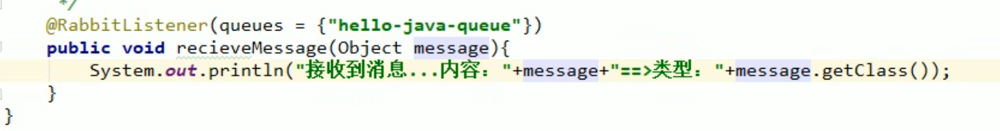 */
@RabbitListener(queues = {"hello-java-queue"})
public void recieveMessage(Object message){
System.out.println("接收到消息...内容："+message+"==>类型："+message.getClass());
}
}